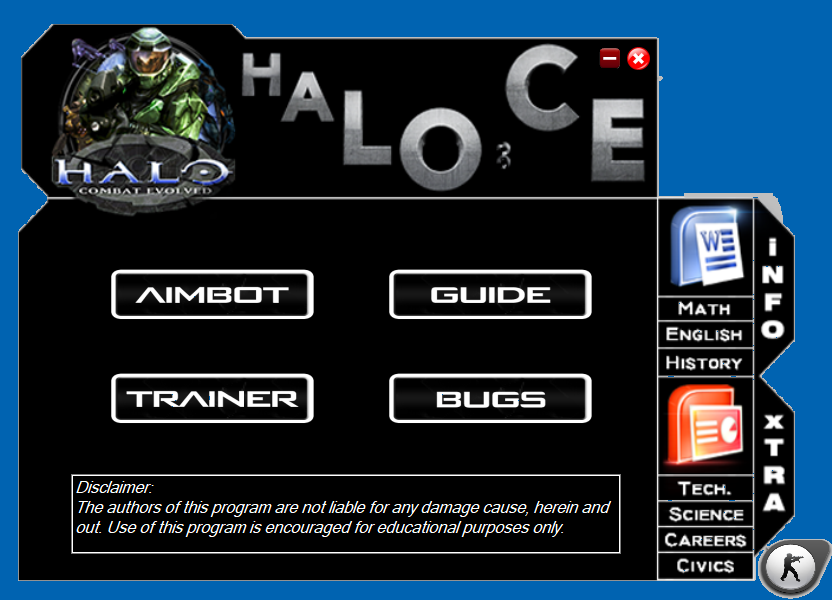 HALO
COMBAT EVOLVED
HALO CE
W
AIMBOT
GUIDE
TRAINER
BUGS
Disclaimer:
The authors of this program are not liable for any damage cause, herein and
out. Use of this program is encouraged for educational purposes only.
MATH
ENGLISH
HISTORY
iNFO
TECH.
SCIENCE
CAREERS
CIVICS
XTRA